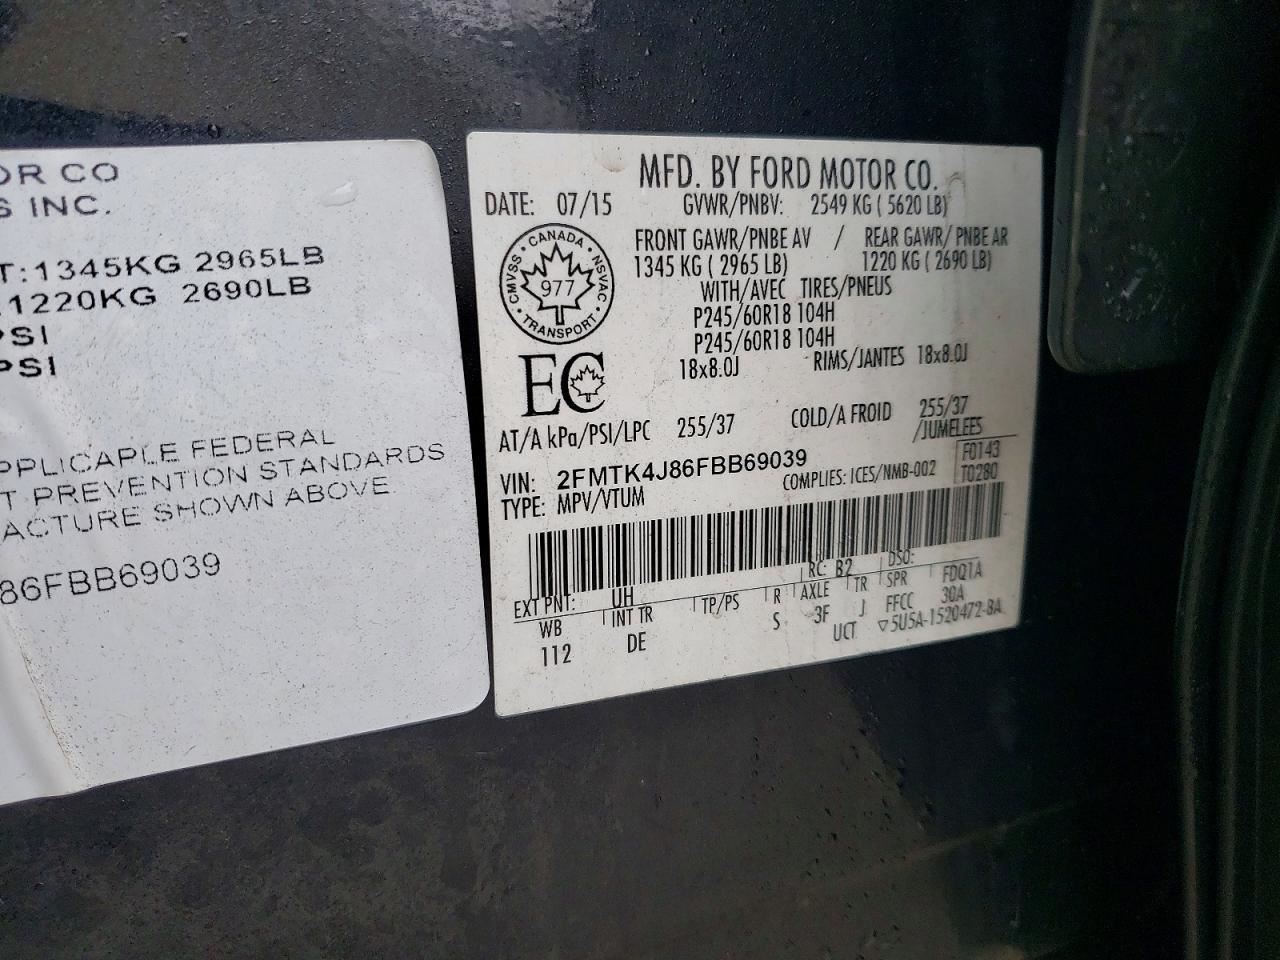 OR CO
S INC.
T:1345KG 2965LB
1220KG 2690LB
PSI
PSI
PPLICAPLE FEDERAL
T PREVENTION STANDARDS
ACTURE SHOWN ABOVE.
86FBB69039
MFD. BY FORD MOTOR CO.
DATE: 07/15 GVWR/PNBV: 2549 KG ( 5620 LB)
FRONT GAWR/PNBE AV / REAR GAWR/ PNBE AR
1345 KG ( 2965 LB) 1220 KG ( 2690 LB)
WITH/AVEC TIRES/PNEUS
P245/60R18 104H
P245/60R18 104H
18x8.0J RIMS/JANTES 18x8.0J
CANADA
CMVSS 977 NSVAC
TRANSPORT
EC
AT/A kPa/PSI/LPC 255/37 COLD/A FROID 255/37
/JUMELEES
VIN: 2FMTK4J86FBB69039
F0143
TYPE: MPV/VTUM COMPLIES: ICES/NMB-002 T0280
EXT PNT: UH RC: B2 DSO:
WB INT TR TP/PS R AXLE TR SPR FDQ1A
112 DE S 3F J FFCC 30A
UCT ▽5U5A-1520472-BA